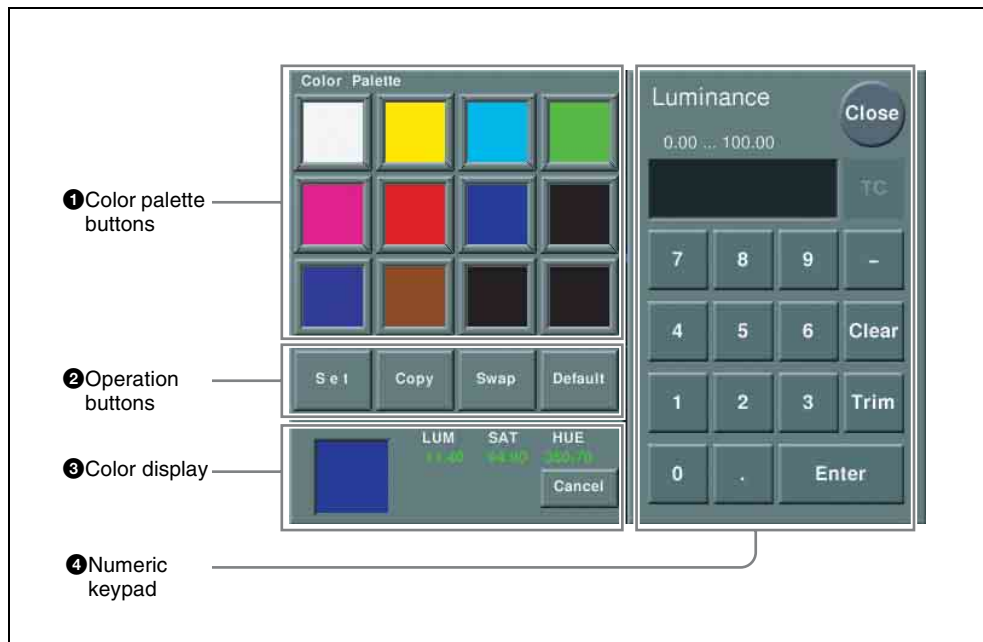 Color Palette
Luminance
Close
0.00 ... 100.00
TC
❶Color palette
buttons
7 8 9 –
4 5 6 Clear
❷Operation
buttons
Set Copy Swap Default
1 2 3 Trim
❸Color display
LUM SAT HUE
Cancel
0 . Enter
❹Numeric
keypad